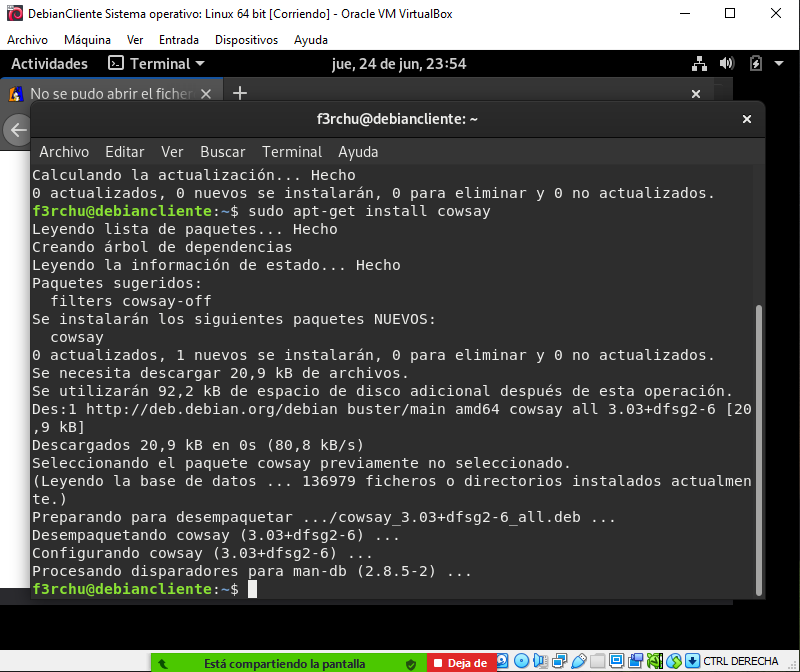 DebianCliente Sistema operativo: Linux 64 bit [Corriendo] - Oracle VM VirtualBox
Archivo Máquina Ver Entrada Dispositivos Ayuda
Actividades Terminal jue, 24 de jun, 23:54
No se pudo abrir el ficher
f3rchu@debiancliente: ~
Archivo Editar Ver Buscar Terminal Ayuda
Calculando la actualización... Hecho
0 actualizados, 0 nuevos se instalarán, 0 para eliminar y 0 no actualizados.
f3rchu@debiancliente:~$ sudo apt-get install cowsay
Leyendo lista de paquetes... Hecho
Creando árbol de dependencias
Leyendo la información de estado... Hecho
Paquetes sugeridos:
filters cowsay-off
Se instalarán los siguientes paquetes NUEVOS:
cowsay
0 actualizados, 1 nuevos se instalarán, 0 para eliminar y 0 no actualizados.
Se necesita descargar 20,9 kB de archivos.
Se utilizarán 92,2 kB de espacio de disco adicional después de esta operación.
Des:1 http://deb.debian.org/debian buster/main amd64 cowsay all 3.03+dfsg2-6 [20
,9 kB]
Descargados 20,9 kB en 0s (80,8 kB/s)
Seleccionando el paquete cowsay previamente no seleccionado.
(Leyendo la base de datos ... 136979 ficheros o directorios instalados actualmen
te.)
Preparando para desempaquetar .../cowsay_3.03+dfsg2-6_all.deb ...
Desempaquetando cowsay (3.03+dfsg2-6) ...
Configurando cowsay (3.03+dfsg2-6) ...
Procesando disparadores para man-db (2.8.5-2) ...
f3rchu@debiancliente:~$
Está compartiendo la pantalla Deja de CTRL DERECHA